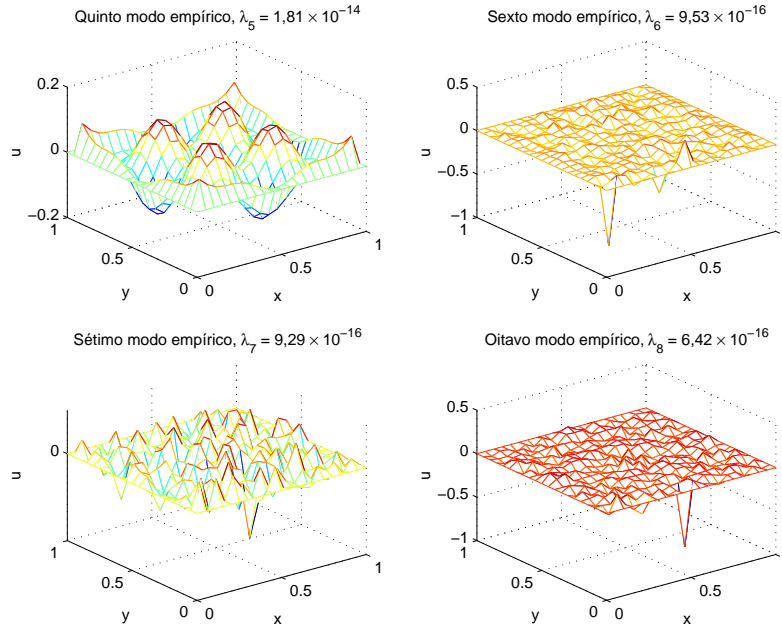 Quinto modo empírico, λ5 = 1,81 × 10−14
0.2
0
−0.2
u
1
0.5
0
y
0
0.5
1
x
Sexto modo empírico, λ6 = 9,53 × 10−16
0.5
0
−0.5
−1
u
1
0.5
0
y
0
0.5
x
Sétimo modo empírico, λ7 = 9,29 × 10−16
0
u
1
0.5
0
y
0
0.5
1
x
Oitavo modo empírico, λ8 = 6,42 × 10−16
0.5
0
−0.5
−1
u
1
0.5
0
y
0
0.5
x